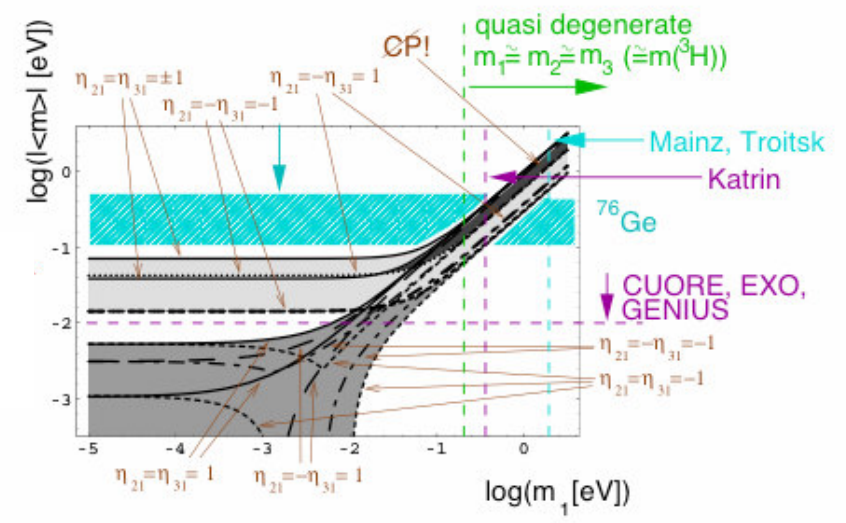 quasi degenerate
m₁≅ m₂≅ m₃ (≅m(³H))
CP!
η₂₁=η₃₁=±1
η₂₁=−η₃₁=−1
η₂₁=−η₃₁= 1
log(|<m>| [eV])
Mainz, Troitsk
Katrin
⁷⁶Ge
CUORE, EXO,
GENIUS
η₂₁=−η₃₁=−1
η₂₁=η₃₁=−1
0
-1
-2
-3
-5 -4 -3 -2 -1 0
η₂₁=η₃₁= 1
η₂₁=−η₃₁= 1
log(m₁[eV])